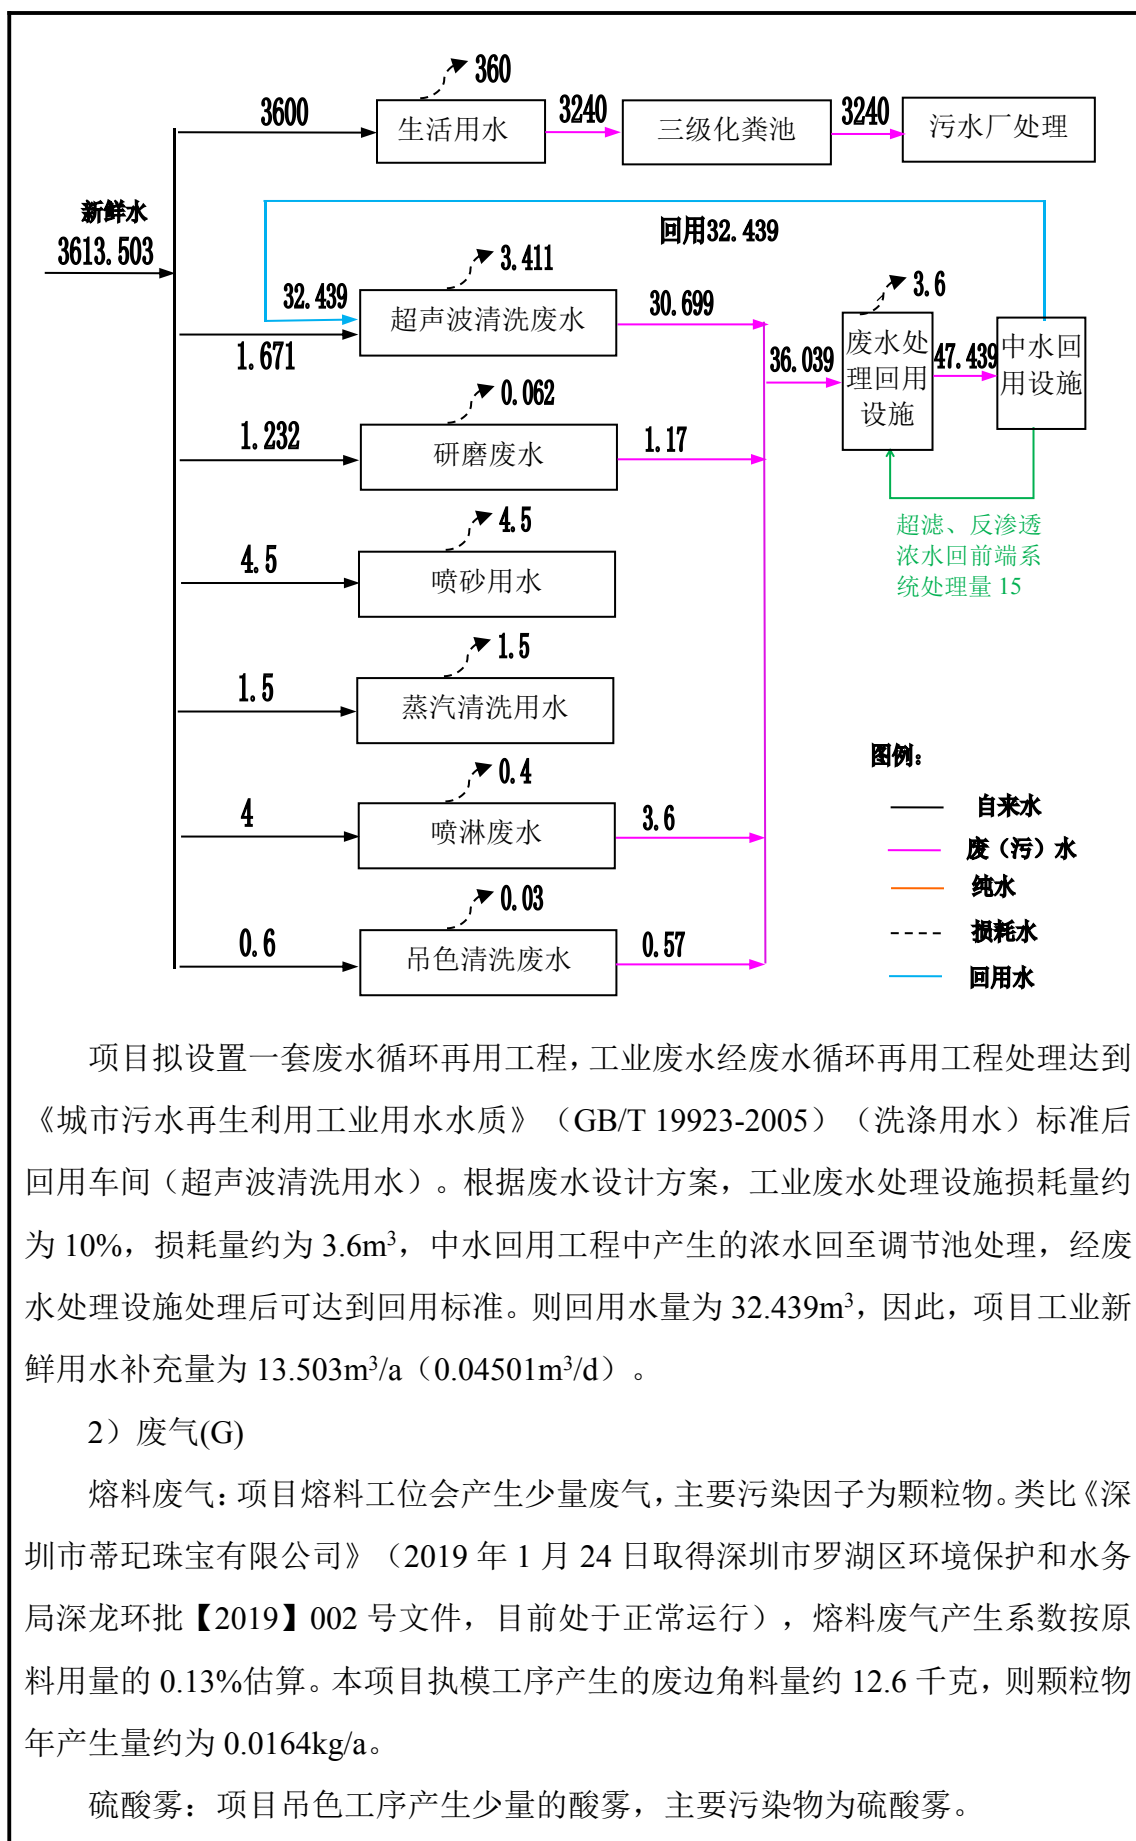 360
3600
生活用水
3240
三级化粪池
3240
污水厂处理
新鲜水
3613.503
回用32.439
3.411
32.439
超声波清洗废水
30.699
1.671
3.6
36.039
废水处
理回用
设施
47.439
中水回
用设施
0.062
1.232
研磨废水
1.17
4.5
4.5
喷砂用水
超滤、反渗透
浓水回前端系
统处理量 15
1.5
1.5
蒸汽清洗用水
0.4
4
喷淋废水
3.6
0.03
0.6
吊色清洗废水
0.57
图例：
自来水
废（污）水
纯水
损耗水
回用水
项目拟设置一套废水循环再用工程，工业废水经废水循环再用工程处理达到
《城市污水再生利用工业用水水质》（GB/T 19923-2005）（洗涤用水）标准后
回用车间（超声波清洗用水）。根据废水设计方案，工业废水处理设施损耗量约
为 10%，损耗量约为 3.6m³，中水回用工程中产生的浓水回至调节池处理，经废
水处理设施处理后可达到回用标准。则回用水量为 32.439m³，因此，项目工业新
鲜用水补充量为 13.503m³/a（0.04501m³/d）。
2）废气(G)
熔料废气：项目熔料工位会产生少量废气，主要污染因子为颗粒物。类比《深
圳市蒂玘珠宝有限公司》（2019 年 1 月 24 日取得深圳市罗湖区环境保护和水务
局深龙环批【2019】002 号文件，目前处于正常运行），熔料废气产生系数按原
料用量的 0.13%估算。本项目执模工序产生的废边角料量约 12.6 千克，则颗粒物
年产生量约为 0.0164kg/a。
硫酸雾：项目吊色工序产生少量的酸雾，主要污染物为硫酸雾。